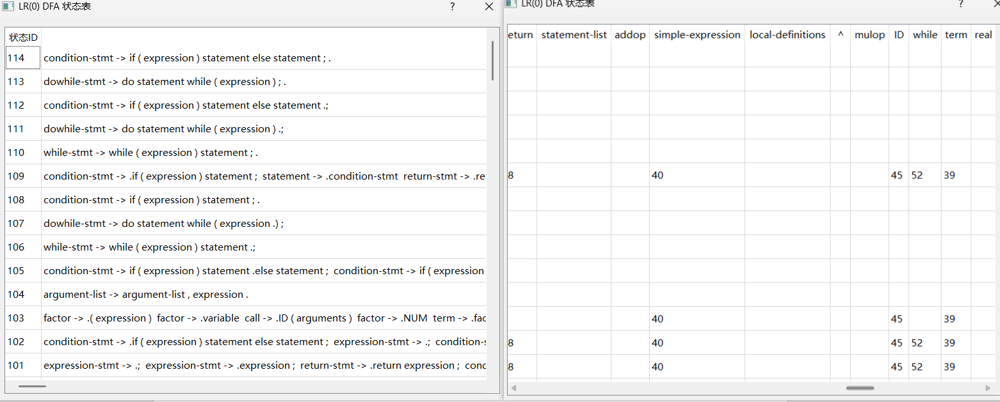 LR(0) DFA 状态表 ?
状态ID
114 condition-stmt -> if ( expression ) statement else statement ; .
113 dowhile-stmt -> do statement while ( expression ) ; .
112 condition-stmt -> if ( expression ) statement else statement .;
111 dowhile-stmt -> do statement while ( expression ) .;
110 while-stmt -> while ( expression ) statement ; .
109 condition-stmt -> .if ( expression ) statement ;  statement -> .condition-stmt  return-stmt -> .re
108 condition-stmt -> if ( expression ) statement ; .
107 dowhile-stmt -> do statement while ( expression .) ;
106 while-stmt -> while ( expression ) statement .;
105 condition-stmt -> if ( expression ) statement .else statement ;  condition-stmt -> if ( expression
104 argument-list -> argument-list , expression .
103 factor -> .( expression )  factor -> .variable  call -> .ID ( arguments )  factor -> .NUM  term -> .fac
102 condition-stmt -> .if ( expression ) statement else statement ;  expression-stmt -> .;  condition-s
101 expression-stmt -> .;  expression-stmt -> .expression ;  return-stmt -> .return expression ;  conc
LR(0) DFA 状态表 ?
eturn statement-list addop simple-expression local-definitions ^ mulop ID while term real
8 40 45 52 39
40 45 39
8 40 45 52 39
8 40 45 52 39